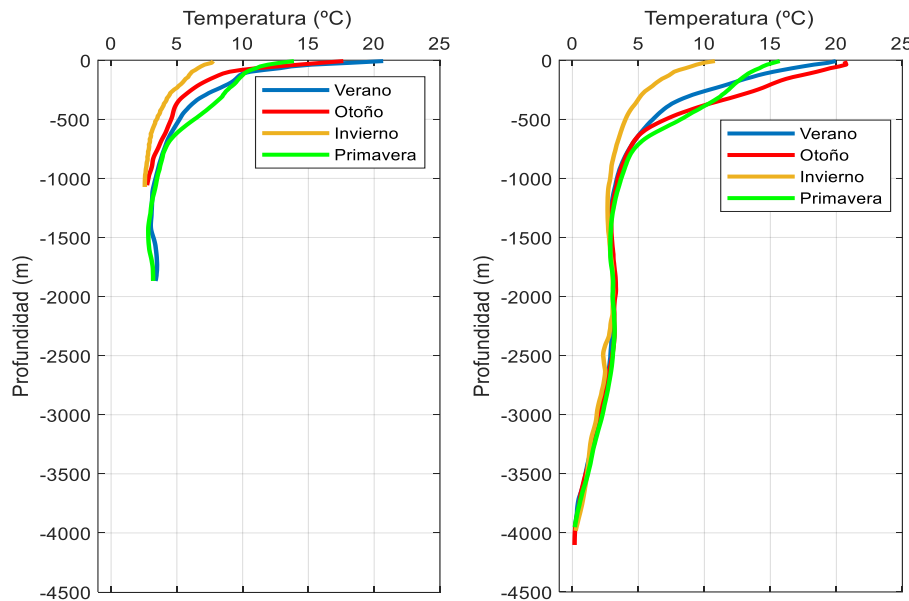 Temperatura (ºC)
0 5 10 15 20 25
0
-500
-1000
-1500
-2000
-2500
-3000
-3500
-4000
-4500
Profundidad (m)
Verano
Otoño
Invierno
Primavera
Temperatura (ºC)
0 5 10 15 20 25
0
-500
-1000
-1500
-2000
-2500
-3000
-3500
-4000
-4500
Profundidad (m)
Verano
Otoño
Invierno
Primavera